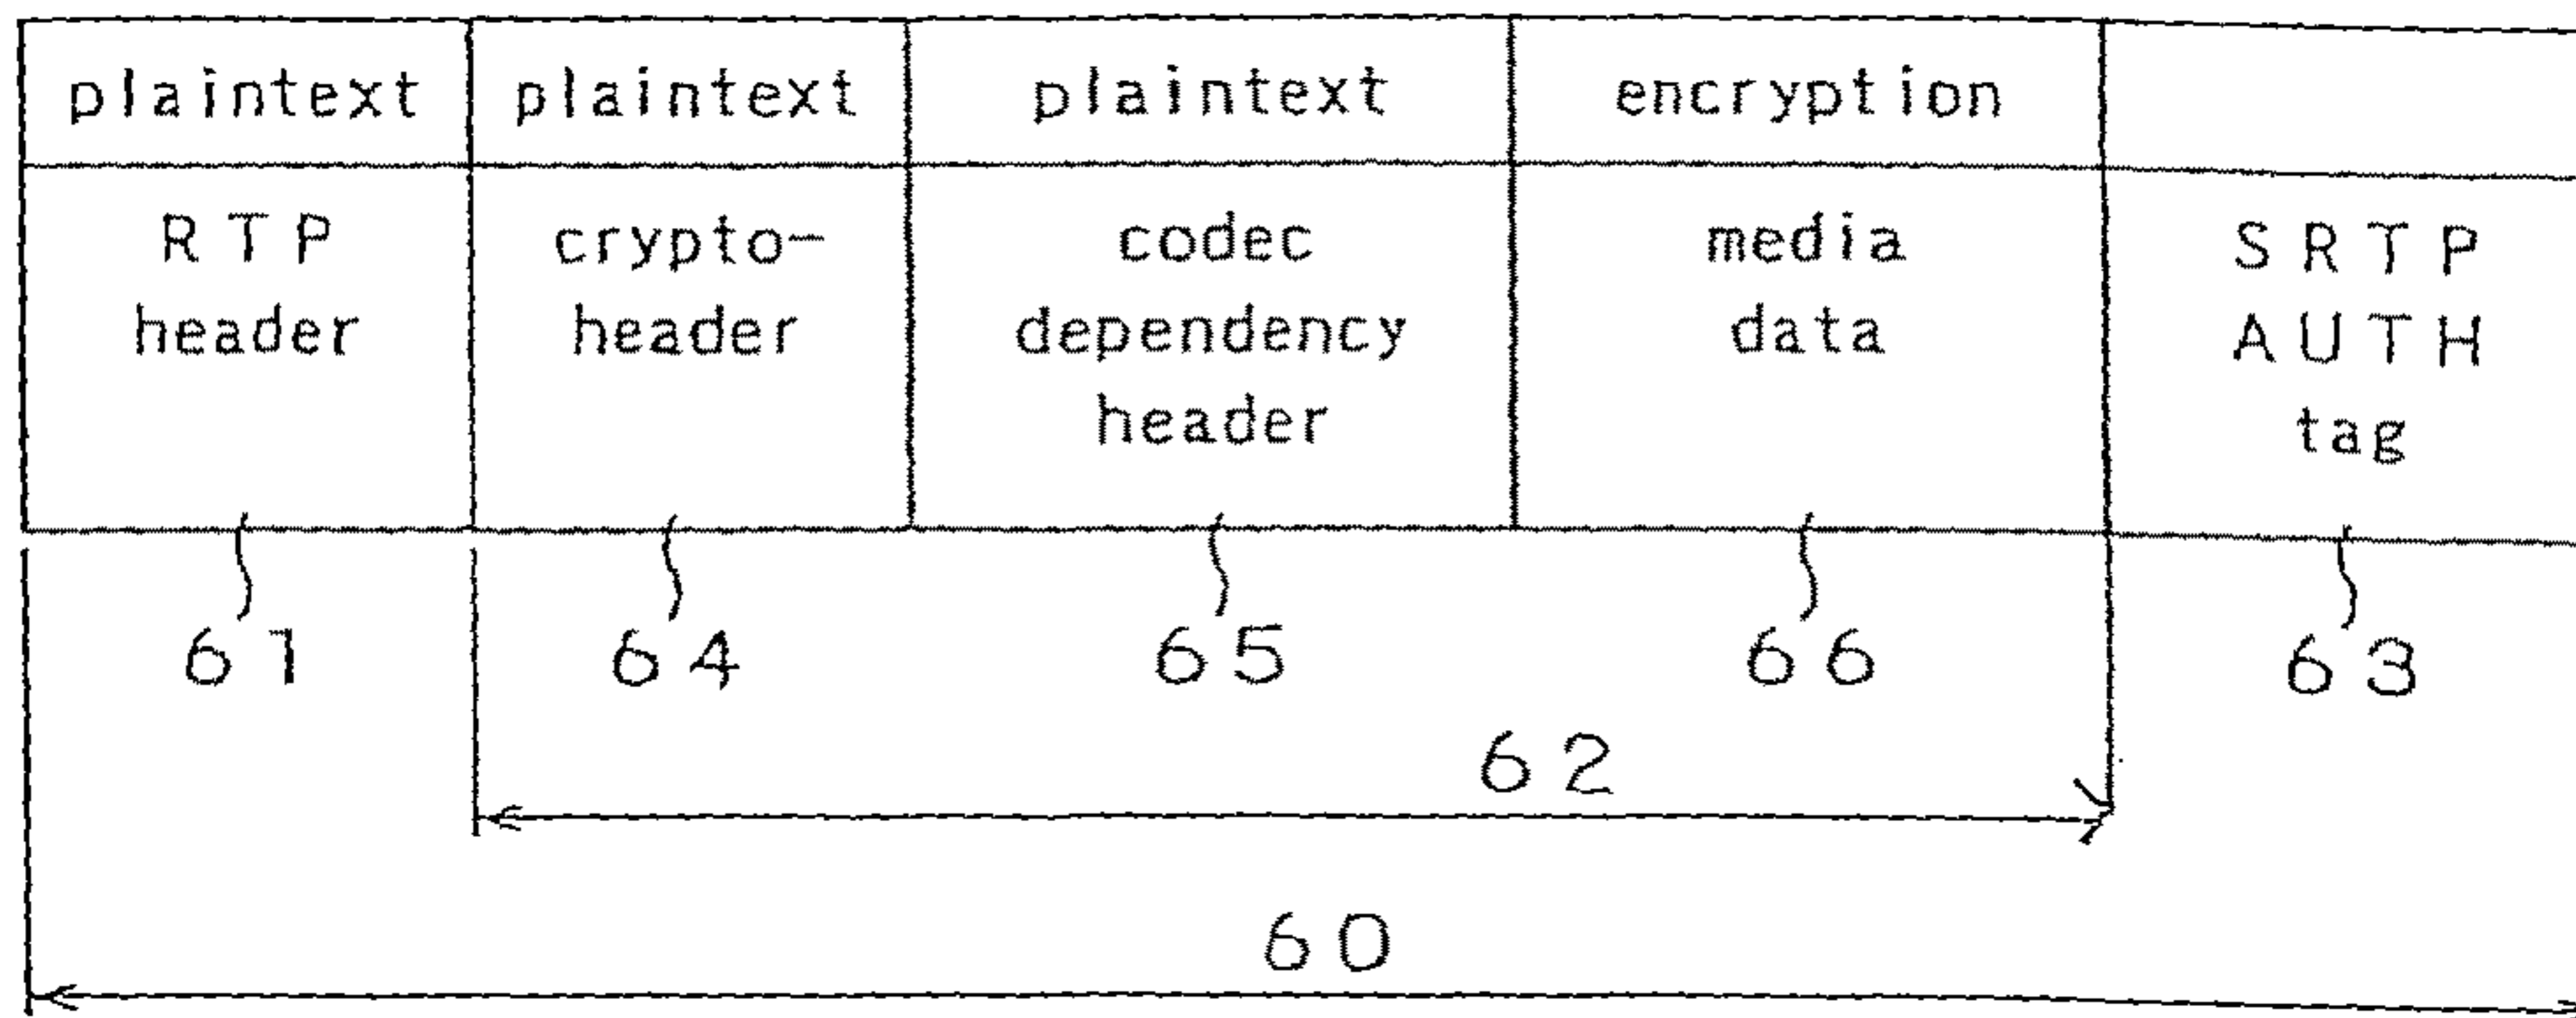 plaintext plaintext plaintext encryption
RTP header
crypto-header
codec dependency header
media data
SRTP AUTH tag
61 64 65 66 63
62
60